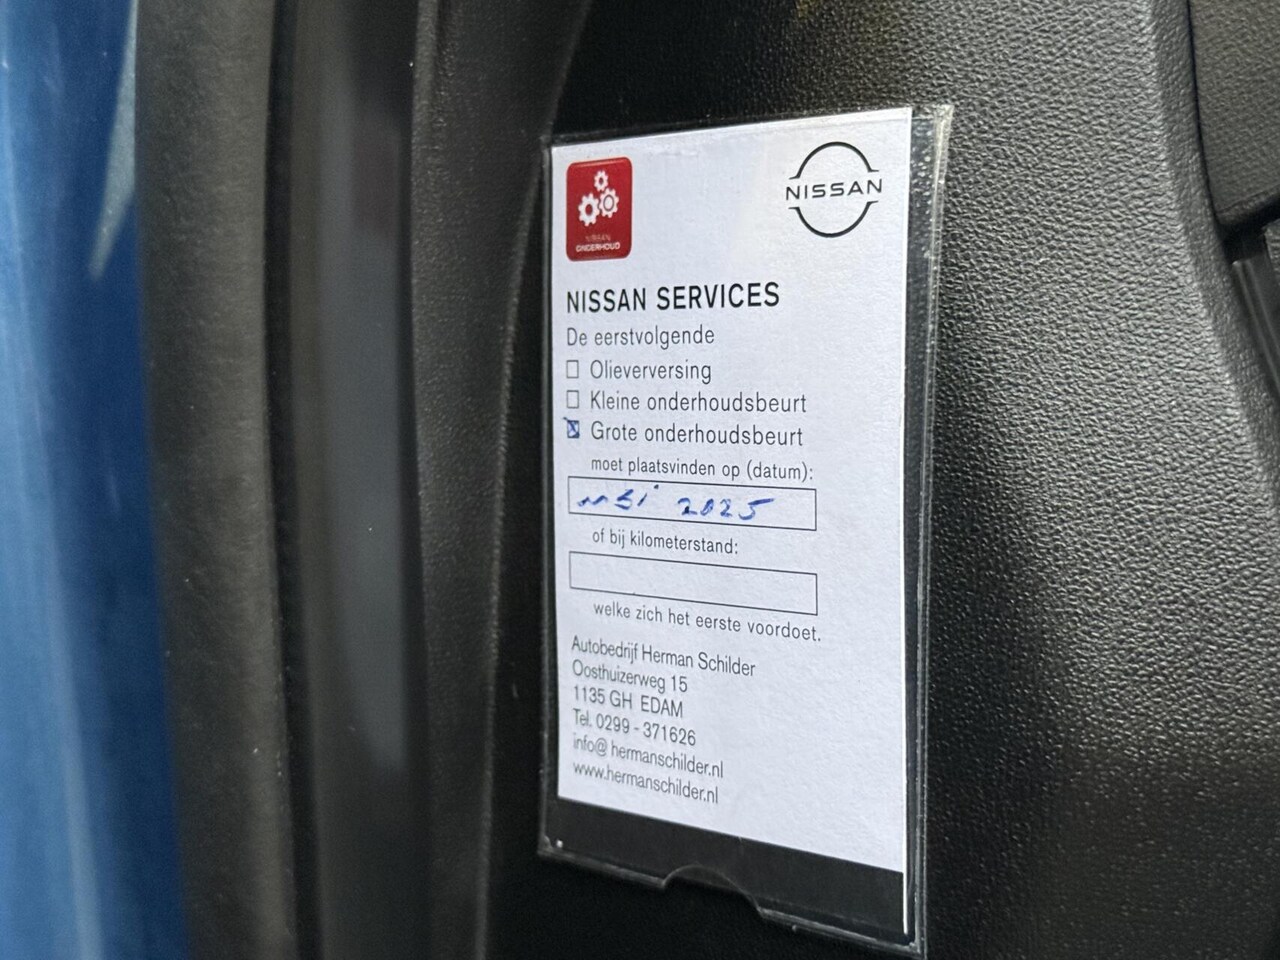 NISSAN
ONDERHOUD
NISSAN
NISSAN SERVICES
De eerstvolgende
Olieverversing
Kleine onderhoudsbeurt
Grote onderhoudsbeurt
moet plaatsvinden op (datum):
mei 2025
of bij kilometerstand:
welke zich het eerste voordoet.
Autobedrijf Herman Schilder
Oosthuizerweg 15
1135 GH EDAM
Tel. 0299 - 371626
info@ hermanschilder.nl
www.hermanschilder.nl